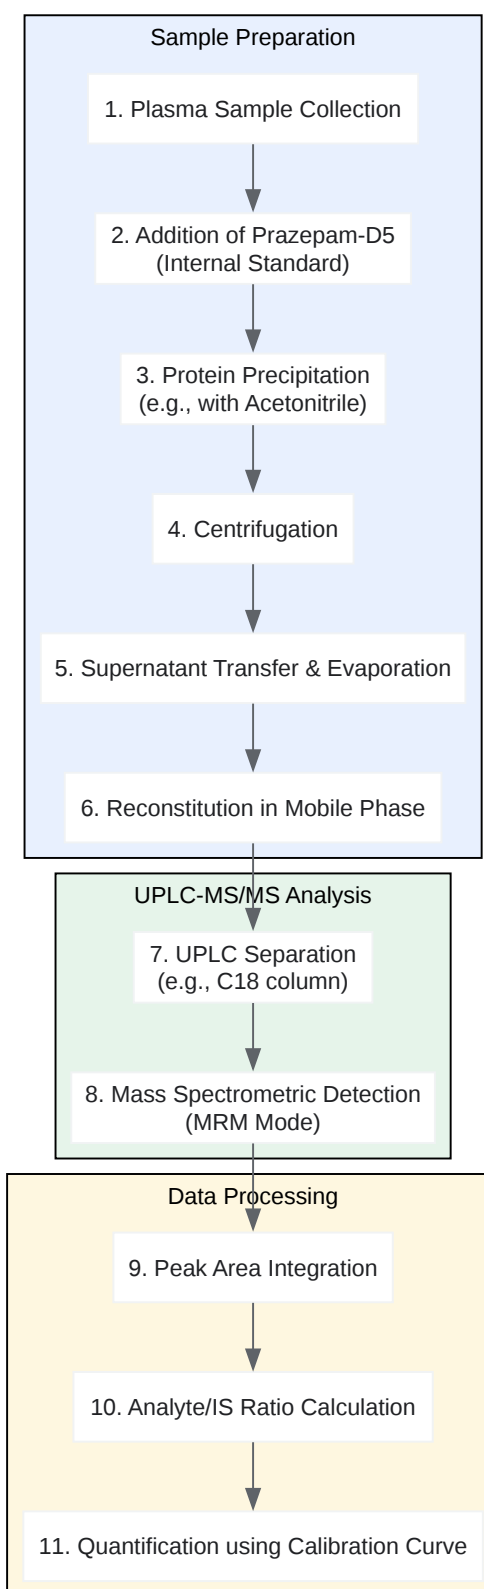 Sample Preparation
1. Plasma Sample Collection
2. Addition of Prazepam-D5
(Internal Standard)
3. Protein Precipitation
(e.g., with Acetonitrile)
4. Centrifugation
5. Supernatant Transfer & Evaporation
6. Reconstitution in Mobile Phase
UPLC-MS/MS Analysis
7. UPLC Separation
(e.g., C18 column)
8. Mass Spectrometric Detection
(MRM Mode)
Data Processing
9. Peak Area Integration
10. Analyte/IS Ratio Calculation
11. Quantification using Calibration Curve